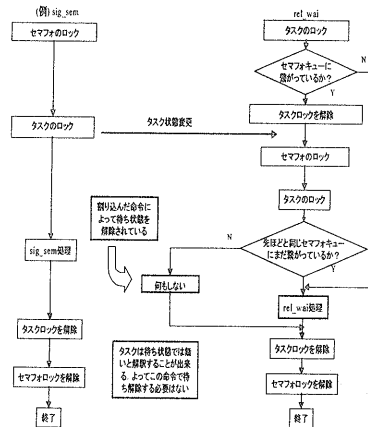 (例) sig_sem
セマフォのロック
タスクのロック
sig_sem処理
タスクロックを解除
セマフォロックを解除
終了
タスク状態変更
割り込んだ命令に
よって待ち状態を
解除されている
タスクは待ち状態では無
いと解釈することが出来
る。よってこの命令で待
ち解除する必要はない
rel_wai
タスクのロック
セマフォキューに
繋がっているか?
N
Y
タスクロックを解除
セマフォのロック
タスクのロック
先ほどと同じセマフォキュー
にまだ繋がっているか?
N
Y
何もしない
rel_wai処理
タスクロックを解除
セマフォロックを解除
終了